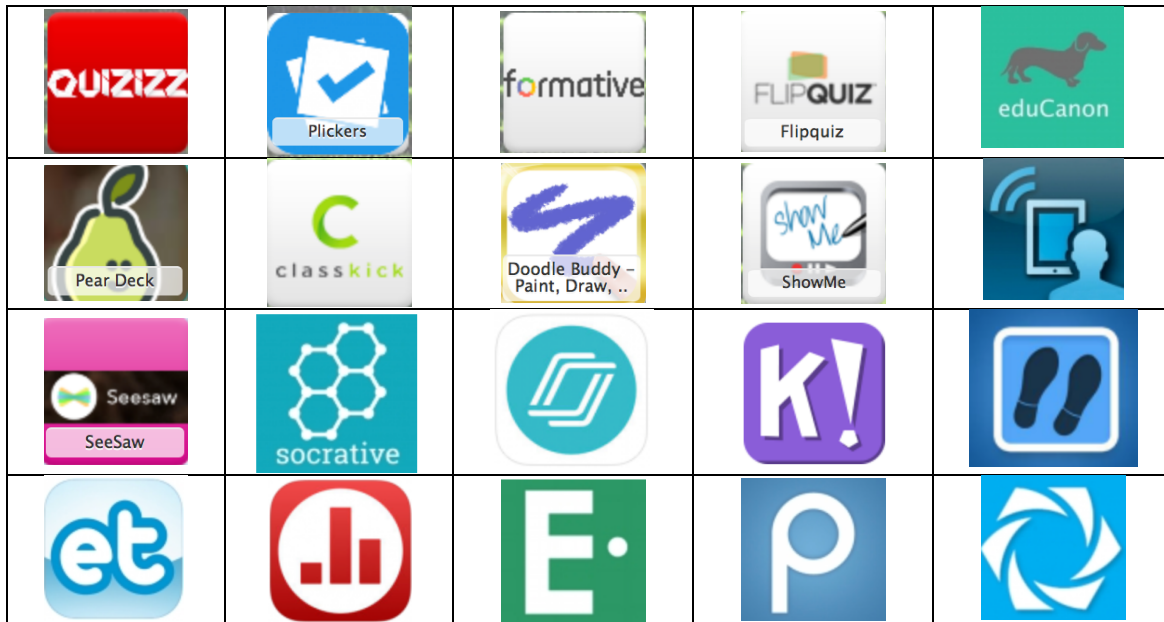 QUIZIZZ
Plickers
formative
FLIPQUIZ
Flipquiz
eduCanon
Pear Deck
classkick
Doodle Buddy –
Paint, Draw, ..
show
Me
ShowMe
Seesaw
SeeSaw
socrative
K!
et
E·
p